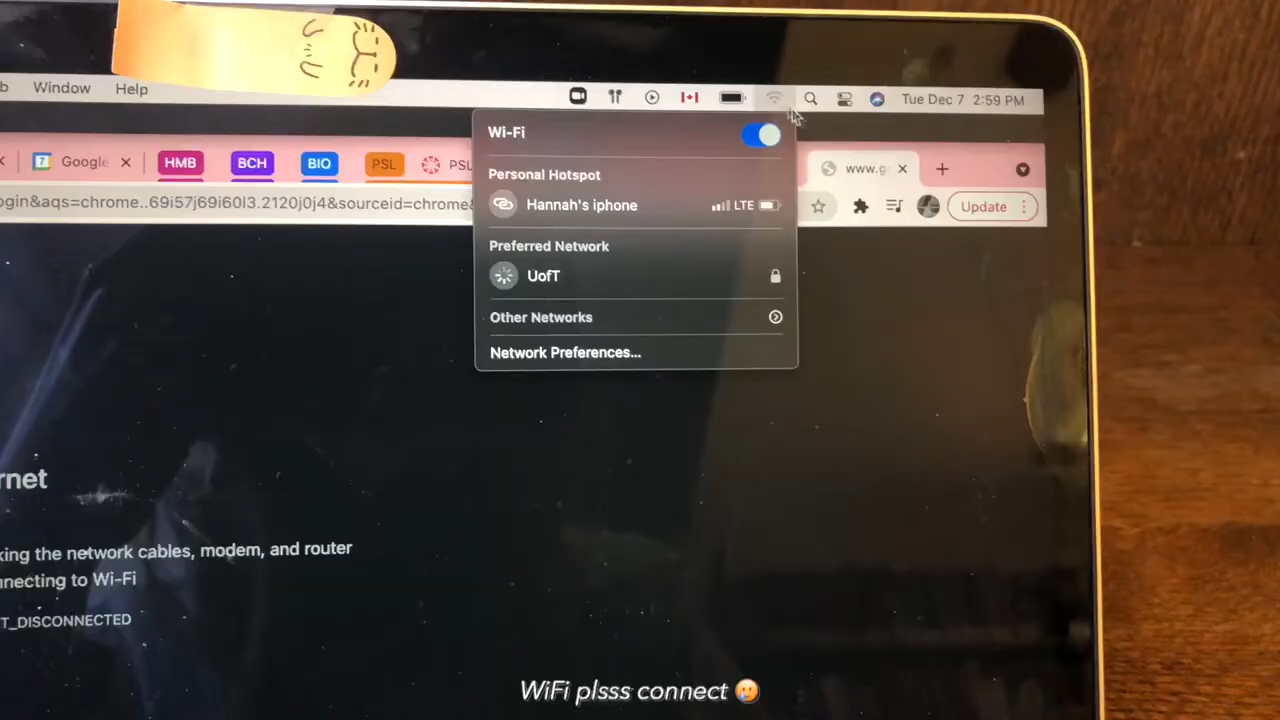 b Window Help Tue Dec 7 2:59 PM
Google HMB BCH BIO PSL PSL www.g
ogin&aqs=chrome..69i57j69i60l3.2120j0j4&sourceid=chrome& Update
Wi-Fi
Personal Hotspot
Hannah's iphone LTE
Preferred Network
UofT
Other Networks
Network Preferences...
rnet
king the network cables, modem, and router
nnecting to Wi-Fi
T_DISCONNECTED
WiFi plsss connect 🥲